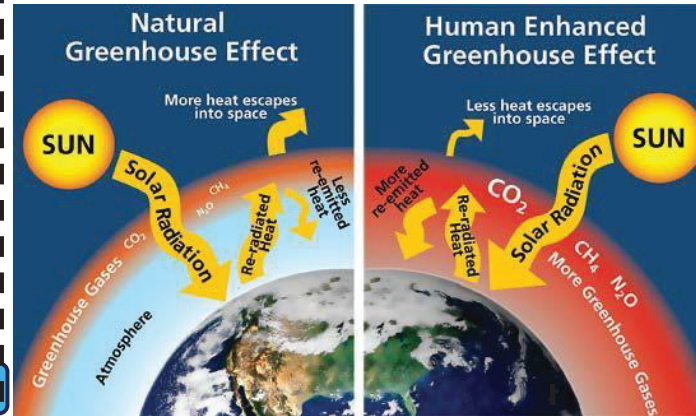 Natural
Greenhouse Effect
More heat escapes
into space
SUN
Solar Radiation
Re-radiated
Heat
Less
re-emitted
heat
CH4
N2O
CO2
Greenhouse Gases
Atmosphere
Human Enhanced
Greenhouse Effect
Less heat escapes
into space
SUN
Solar Radiation
More
re-emitted
heat
Re-radiated
Heat
CO2
CH4 N2O
More Greenhouse Gases